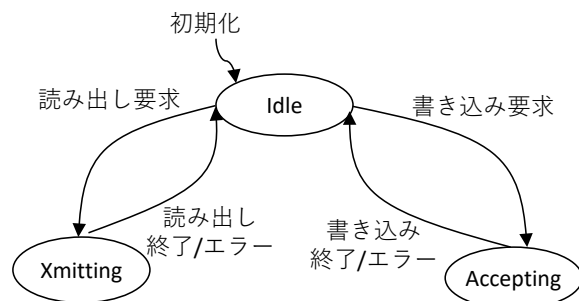 初期化
読み出し要求
Idle
書き込み要求
読み出し
終了/エラー
書き込み
終了/エラー
Xmitting
Accepting